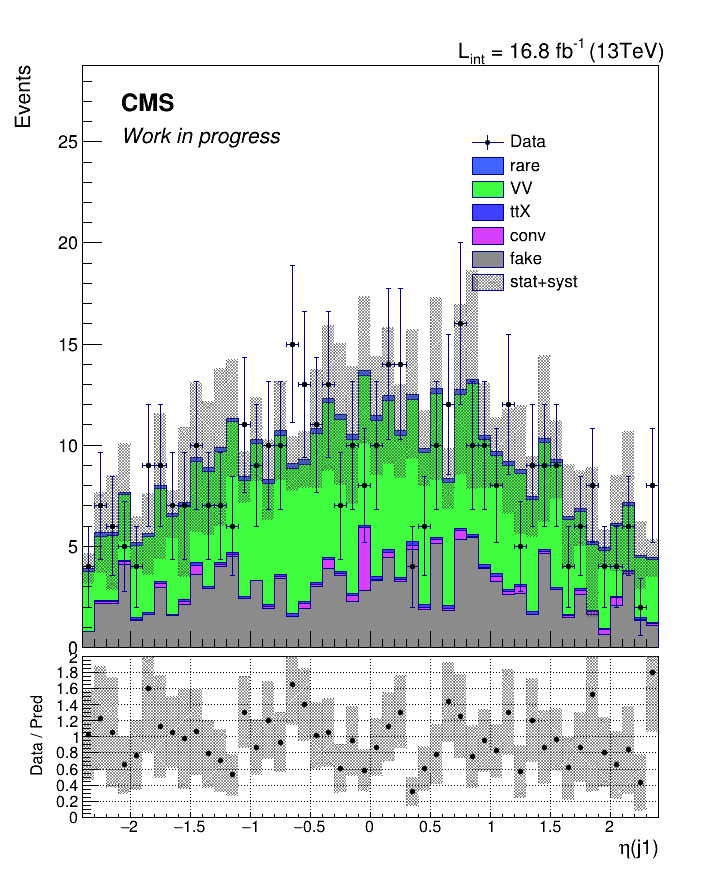 L_int = 16.8 fb^-1 (13TeV)
Events
CMS
Work in progress
Data
rare
VV
ttX
conv
fake
stat+syst
25
20
15
10
5
0
Data / Pred
2
1.8
1.6
1.4
1.2
1
0.8
0.6
0.4
0.2
0
−2 −1.5 −1 −0.5 0 0.5 1 1.5 2
η(j1)